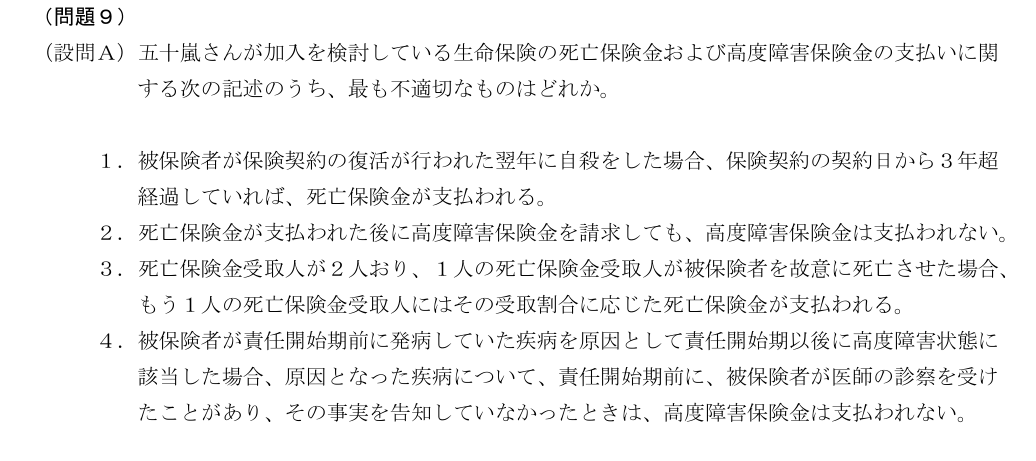 （問題９）
（設問Ａ）五十嵐さんが加入を検討している生命保険の死亡保険金および高度障害保険金の支払いに関
する次の記述のうち、最も不適切なものはどれか。
１．被保険者が保険契約の復活が行われた翌年に自殺をした場合、保険契約の契約日から３年超
経過していれば、死亡保険金が支払われる。
２．死亡保険金が支払われた後に高度障害保険金を請求しても、高度障害保険金は支払われない。
３．死亡保険金受取人が２人おり、１人の死亡保険金受取人が被保険者を故意に死亡させた場合、
もう１人の死亡保険金受取人にはその受取割合に応じた死亡保険金が支払われる。
４．被保険者が責任開始期前に発病していた疾病を原因として責任開始期以後に高度障害状態に
該当した場合、原因となった疾病について、責任開始期前に、被保険者が医師の診察を受け
たことがあり、その事実を告知していなかったときは、高度障害保険金は支払われない。